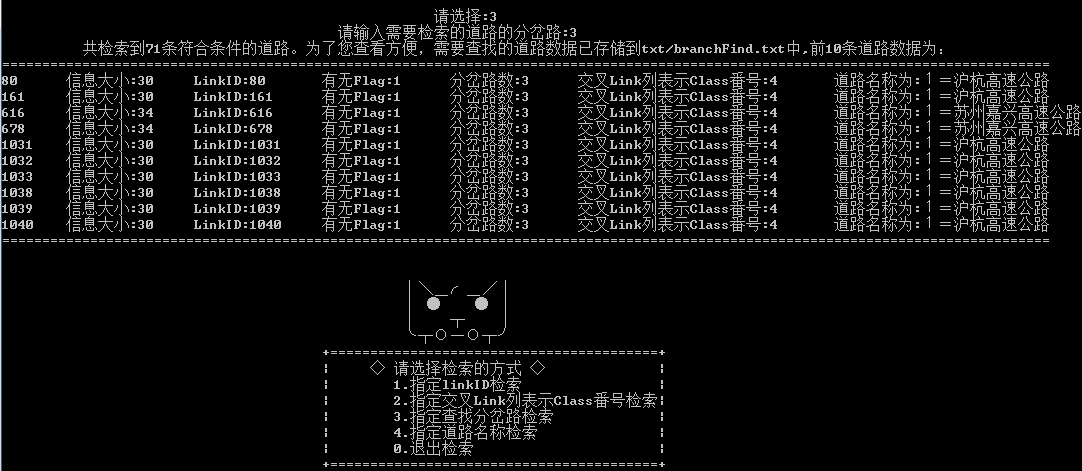 请选择:3
请输入需要检索的道路的分岔路:3
共检索到71条符合条件的道路。为了您查看方便，需要查找的道路数据已存储到txt/branchFind.txt中,前10条道路数据为:
80 信息大小:30 LinkID:80 有无Flag:1 分岔路数:3 交叉Link列表示Class番号:4 道路名称为:1=沪杭高速公路
161 信息大小:30 LinkID:161 有无Flag:1 分岔路数:3 交叉Link列表示Class番号:4 道路名称为:1=沪杭高速公路
616 信息大小:34 LinkID:616 有无Flag:1 分岔路数:3 交叉Link列表示Class番号:4 道路名称为:1=苏州嘉兴高速公路
678 信息大小:34 LinkID:678 有无Flag:1 分岔路数:3 交叉Link列表示Class番号:4 道路名称为:1=苏州嘉兴高速公路
1031 信息大小:30 LinkID:1031 有无Flag:1 分岔路数:3 交叉Link列表示Class番号:4 道路名称为:1=沪杭高速公路
1032 信息大小:30 LinkID:1032 有无Flag:1 分岔路数:3 交叉Link列表示Class番号:4 道路名称为:1=沪杭高速公路
1033 信息大小:30 LinkID:1033 有无Flag:1 分岔路数:3 交叉Link列表示Class番号:4 道路名称为:1=沪杭高速公路
1038 信息大小:30 LinkID:1038 有无Flag:1 分岔路数:3 交叉Link列表示Class番号:4 道路名称为:1=沪杭高速公路
1039 信息大小:30 LinkID:1039 有无Flag:1 分岔路数:3 交叉Link列表示Class番号:4 道路名称为:1=沪杭高速公路
1040 信息大小:30 LinkID:1040 有无Flag:1 分岔路数:3 交叉Link列表示Class番号:4 道路名称为:1=沪杭高速公路
◇ 请选择检索的方式 ◇
1.指定linkID检索
2.指定交叉Link列表示Class番号检索
3.指定查找分岔路检索
4.指定道路名称检索
0.退出检索